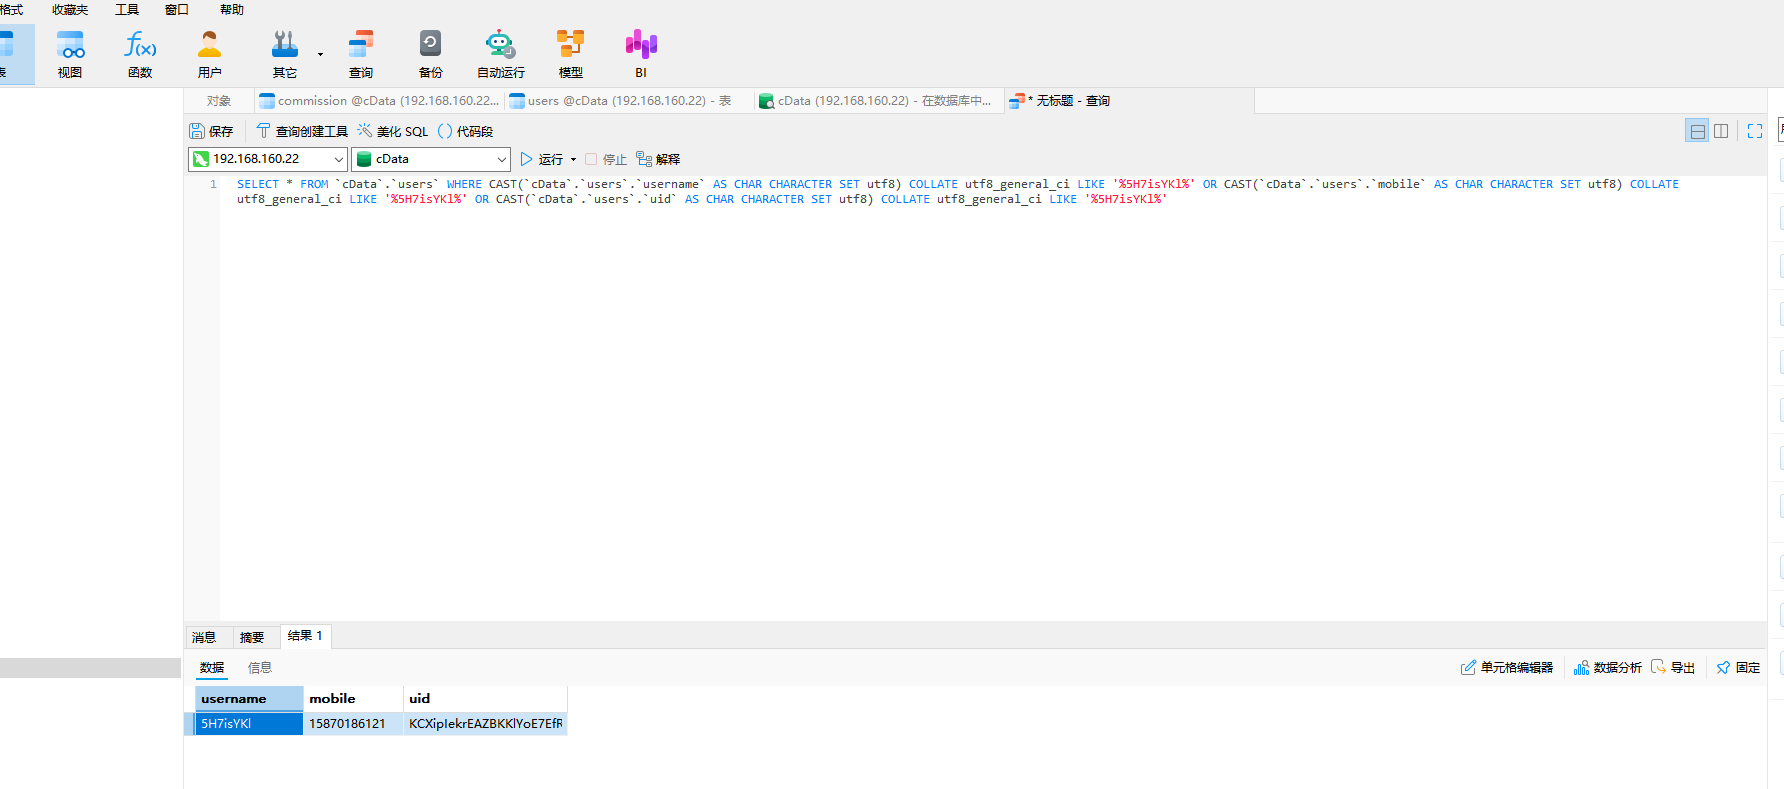 格式 收藏夹 工具 窗口 帮助
表 视图 函数 用户 其它 查询 备份 自动运行 模型 BI
对象 commission @cData (192.168.160.22... users @cData (192.168.160.22) - 表 cData (192.168.160.22) - 在数据库中... * 无标题 - 查询
保存 查询创建工具 美化 SQL () 代码段
192.168.160.22 cData 运行 停止 解释
1 SELECT * FROM `cData`.`users` WHERE CAST(`cData`.`users`.`username` AS CHAR CHARACTER SET utf8) COLLATE utf8_general_ci LIKE '%5H7isYKl%' OR CAST(`cData`.`users`.`mobile` AS CHAR CHARACTER SET utf8) COLLATE
utf8_general_ci LIKE '%5H7isYKl%' OR CAST(`cData`.`users`.`uid` AS CHAR CHARACTER SET utf8) COLLATE utf8_general_ci LIKE '%5H7isYKl%'
消息 摘要 结果 1
数据 信息 单元格编辑器 数据分析 导出 固定
username mobile uid
5H7isYKl 15870186121 KCXipIekrEAZBKKlYoE7EfR